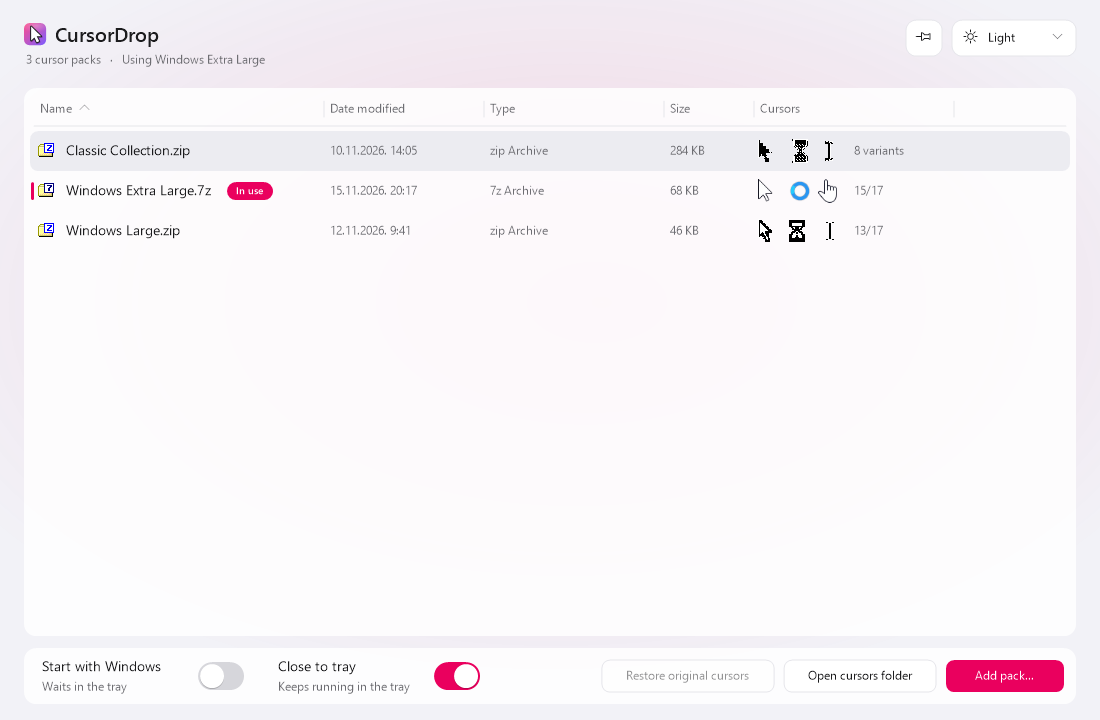 CursorDrop
3 cursor packs · Using Windows Extra Large
Light
Name Date modified Type Size Cursors
Classic Collection.zip 10.11.2026. 14:05 zip Archive 284 KB 8 variants
Windows Extra Large.7z In use 15.11.2026. 20:17 7z Archive 68 KB 15/17
Windows Large.zip 12.11.2026. 9:41 zip Archive 46 KB 13/17
Start with Windows
Waits in the tray
Close to tray
Keeps running in the tray
Restore original cursors
Open cursors folder
Add pack...